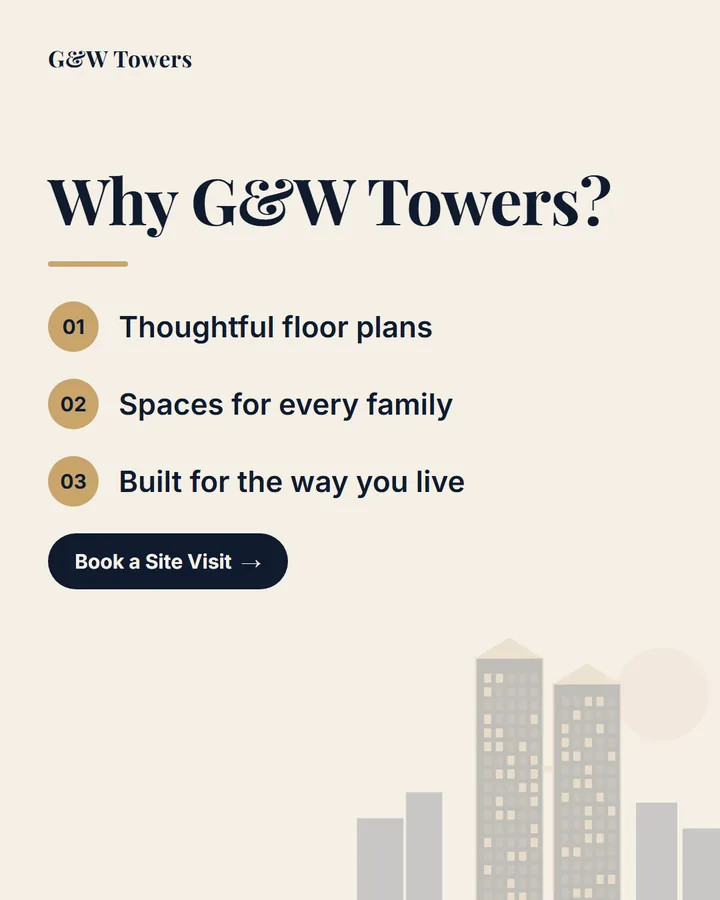 G&W Towers
Why G&W Towers?
01 Thoughtful floor plans
02 Spaces for every family
03 Built for the way you live
Book a Site Visit →